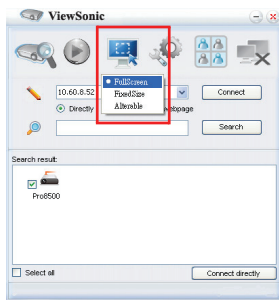 ViewSonic
10.60.8.52
Connect
FullScreen
FixedSize
Alterable
Directly
webpage
Search
Search result:
Pro8500
Select all
Connect directly